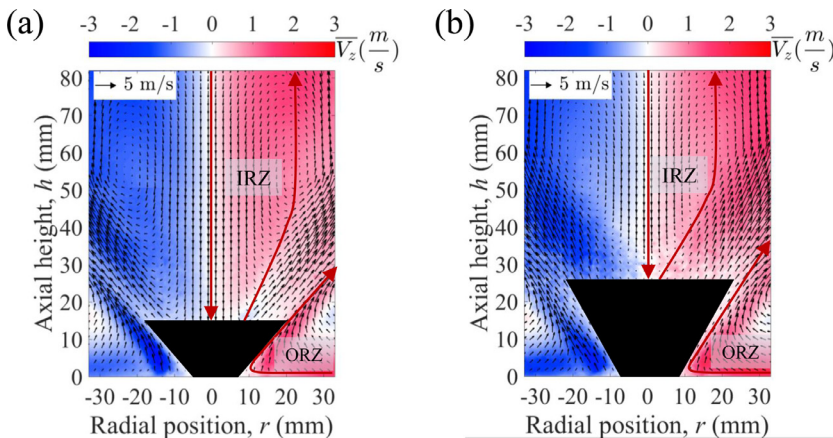 (a)
-3 -2 -1 0 1 2 3
V̅z(m/s)
→ 5 m/s
80
70
60
50
40
30
20
10
0
Axial height, h (mm)
IRZ
ORZ
-30 -20 -10 0 10 20 30
Radial position, r (mm)
(b)
-3 -2 -1 0 1 2 3
V̅z(m/s)
→ 5 m/s
80
70
60
50
40
30
20
10
0
Axial height, h (mm)
IRZ
ORZ
-30 -20 -10 0 10 20 30
Radial position, r (mm)